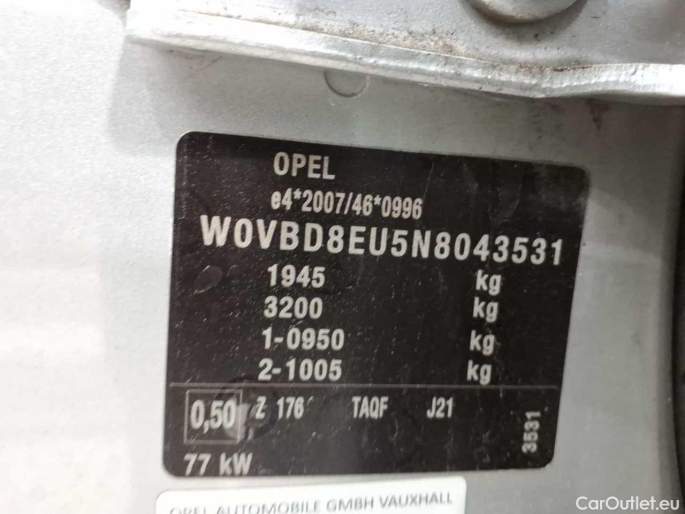 OPEL
e4*2007/46*0996
W0VBD8EU5N8043531
1945 kg
3200 kg
1-0950 kg
2-1005 kg
0,50 Z 176 TAQF J21
3531
77 kW
OPEL AUTOMOBILE GMBH VAUXHALL
CarOutlet.eu